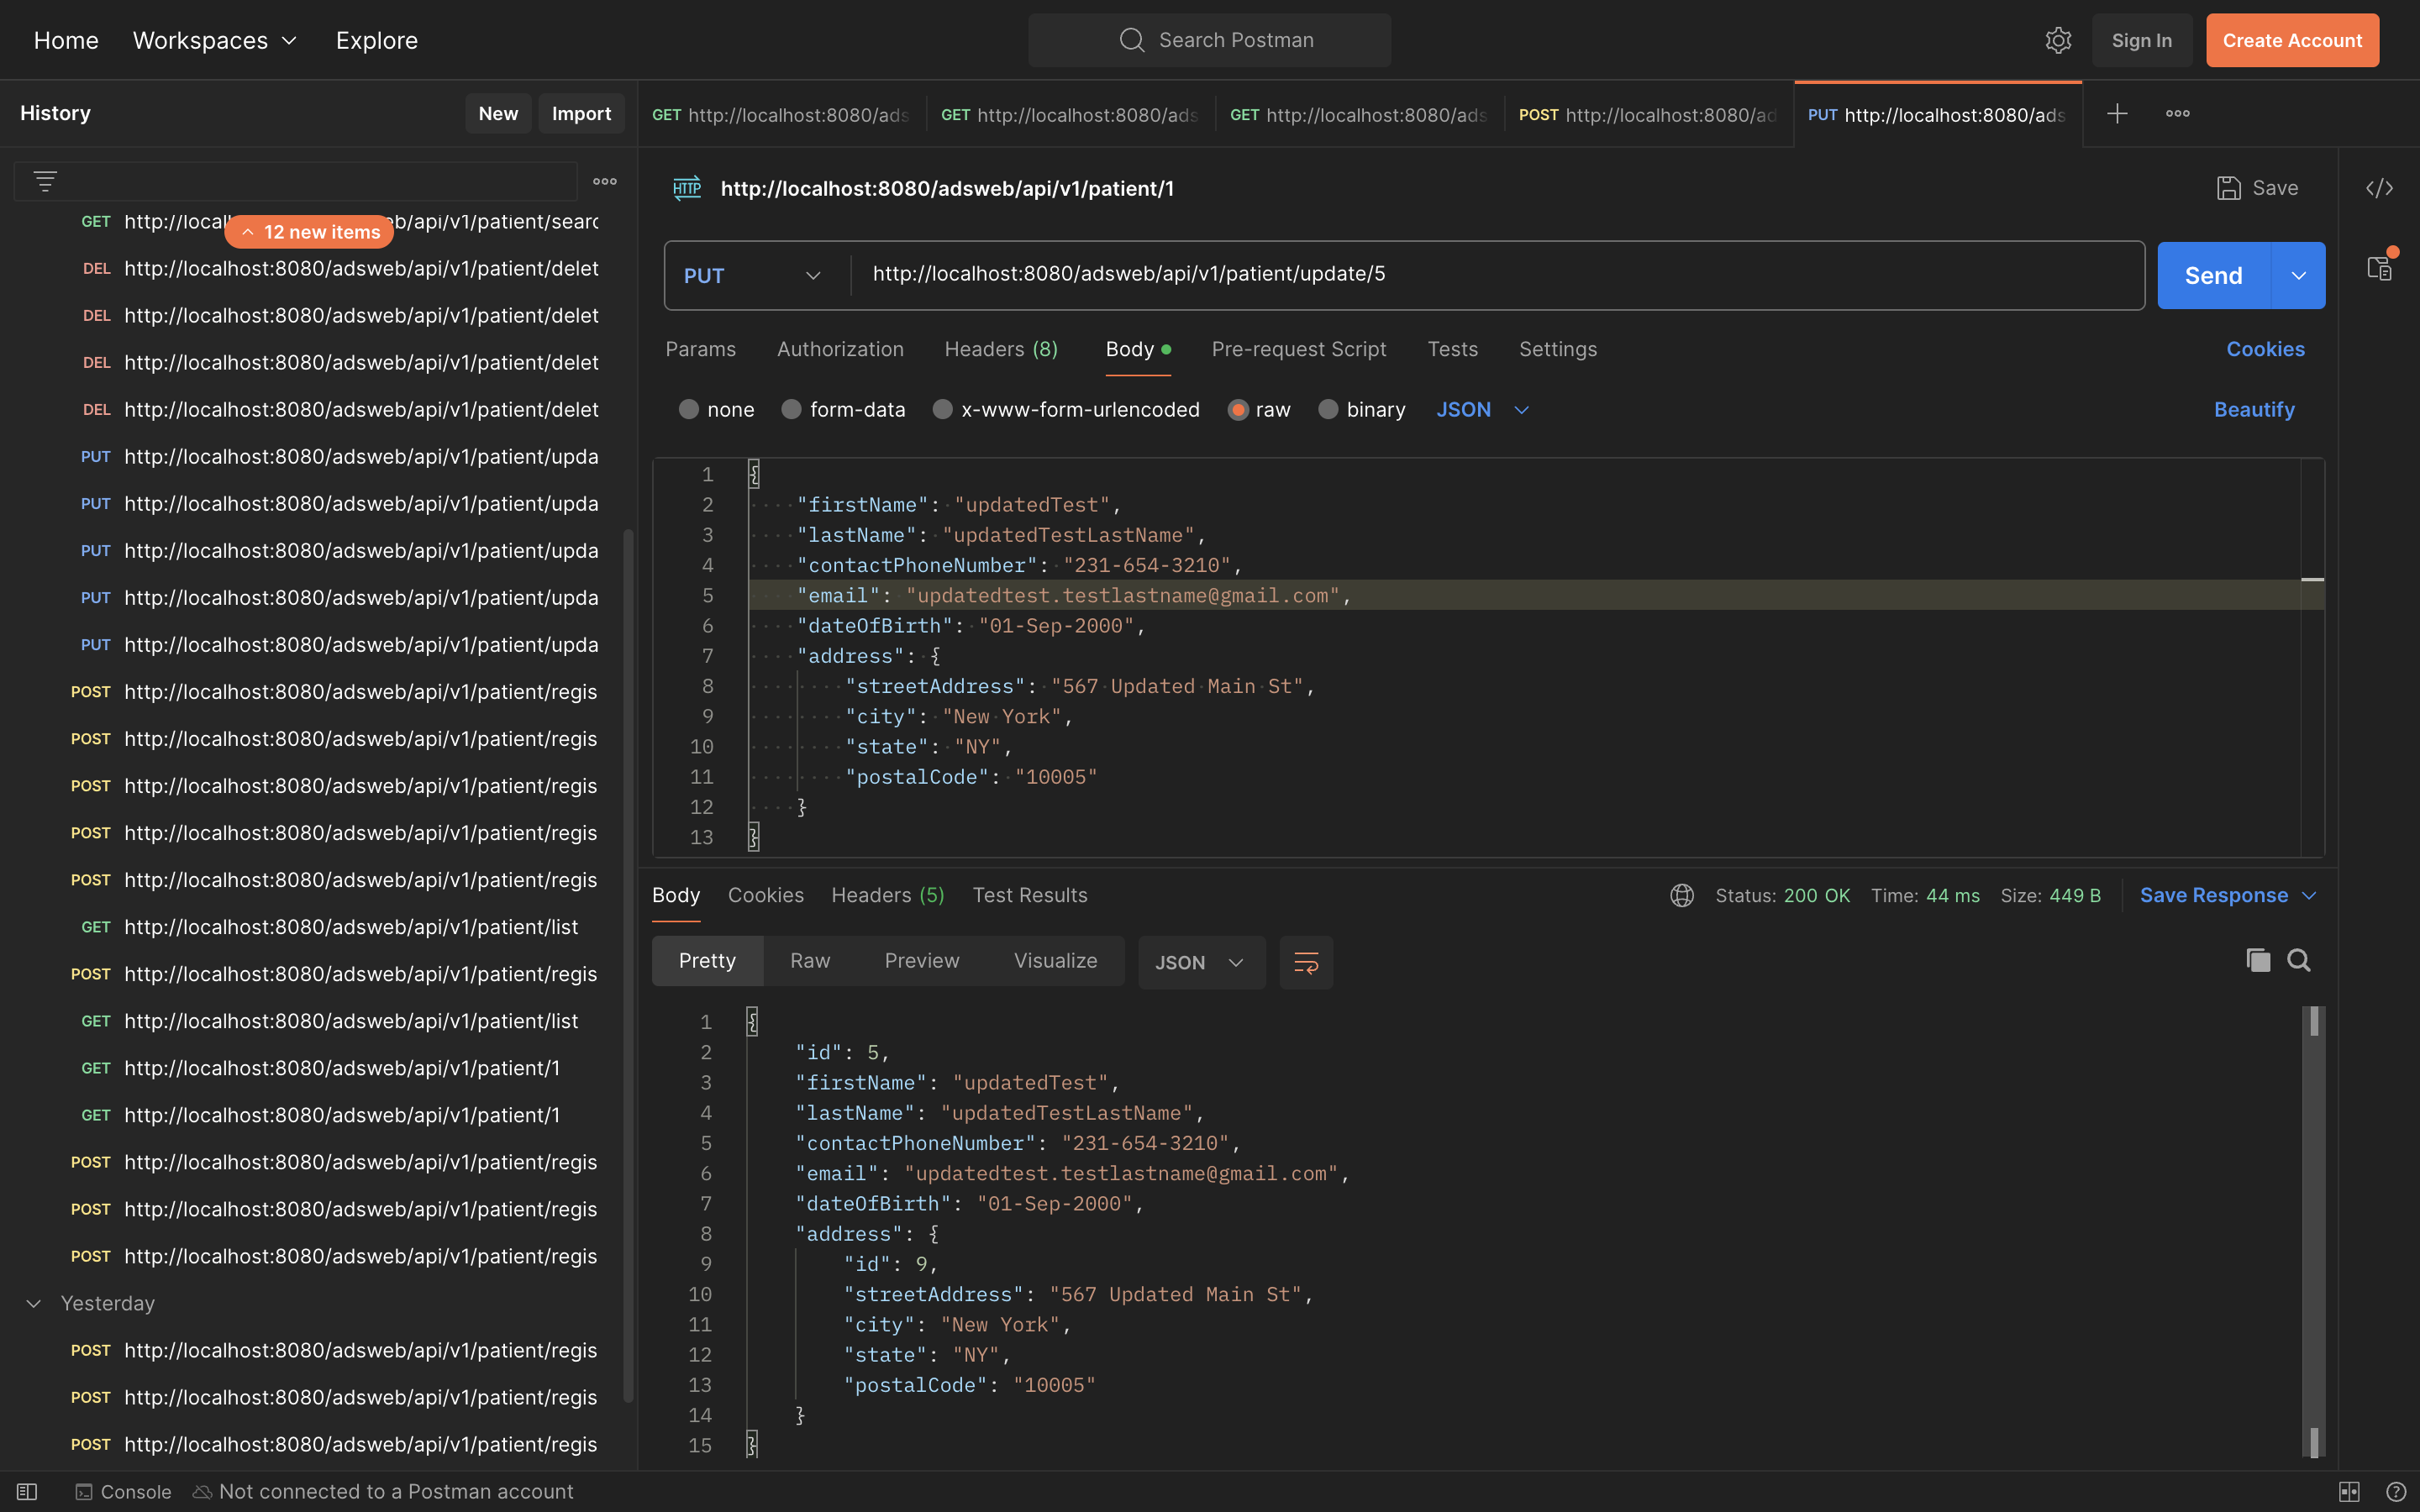 Home Workspaces Explore Search Postman Sign In Create Account
History New Import
GET http://localhost:8080/ads GET http://localhost:8080/ads GET http://localhost:8080/ads POST http://localhost:8080/ad PUT http://localhost:8080/ads
GET http://local
eb/api/v1/patient/searc
12 new items
DEL http://localhost:8080/adsweb/api/v1/patient/delet
DEL http://localhost:8080/adsweb/api/v1/patient/delet
DEL http://localhost:8080/adsweb/api/v1/patient/delet
DEL http://localhost:8080/adsweb/api/v1/patient/delet
PUT http://localhost:8080/adsweb/api/v1/patient/upda
PUT http://localhost:8080/adsweb/api/v1/patient/upda
PUT http://localhost:8080/adsweb/api/v1/patient/upda
PUT http://localhost:8080/adsweb/api/v1/patient/upda
PUT http://localhost:8080/adsweb/api/v1/patient/upda
POST http://localhost:8080/adsweb/api/v1/patient/regis
POST http://localhost:8080/adsweb/api/v1/patient/regis
POST http://localhost:8080/adsweb/api/v1/patient/regis
POST http://localhost:8080/adsweb/api/v1/patient/regis
POST http://localhost:8080/adsweb/api/v1/patient/regis
GET http://localhost:8080/adsweb/api/v1/patient/list
POST http://localhost:8080/adsweb/api/v1/patient/regis
GET http://localhost:8080/adsweb/api/v1/patient/list
GET http://localhost:8080/adsweb/api/v1/patient/1
GET http://localhost:8080/adsweb/api/v1/patient/1
POST http://localhost:8080/adsweb/api/v1/patient/regis
POST http://localhost:8080/adsweb/api/v1/patient/regis
POST http://localhost:8080/adsweb/api/v1/patient/regis
Yesterday
POST http://localhost:8080/adsweb/api/v1/patient/regis
POST http://localhost:8080/adsweb/api/v1/patient/regis
POST http://localhost:8080/adsweb/api/v1/patient/regis
HTTP http://localhost:8080/adsweb/api/v1/patient/1 Save
PUT http://localhost:8080/adsweb/api/v1/patient/update/5 Send
Params Authorization Headers (8) Body Pre-request Script Tests Settings Cookies
none form-data x-www-form-urlencoded raw binary JSON Beautify
1 {
2 "firstName": "updatedTest",
3 "lastName": "updatedTestLastName",
4 "contactPhoneNumber": "231-654-3210",
5 "email": "updatedtest.testlastname@gmail.com",
6 "dateOfBirth": "01-Sep-2000",
7 "address": {
8 "streetAddress": "567 Updated Main St",
9 "city": "New York",
10 "state": "NY",
11 "postalCode": "10005"
12 }
13 }
Body Cookies Headers (5) Test Results Status: 200 OK Time: 44 ms Size: 449 B Save Response
Pretty Raw Preview Visualize JSON
1 {
2 "id": 5,
3 "firstName": "updatedTest",
4 "lastName": "updatedTestLastName",
5 "contactPhoneNumber": "231-654-3210",
6 "email": "updatedtest.testlastname@gmail.com",
7 "dateOfBirth": "01-Sep-2000",
8 "address": {
9 "id": 9,
10 "streetAddress": "567 Updated Main St",
11 "city": "New York",
12 "state": "NY",
13 "postalCode": "10005"
14 }
15 }
Console Not connected to a Postman account